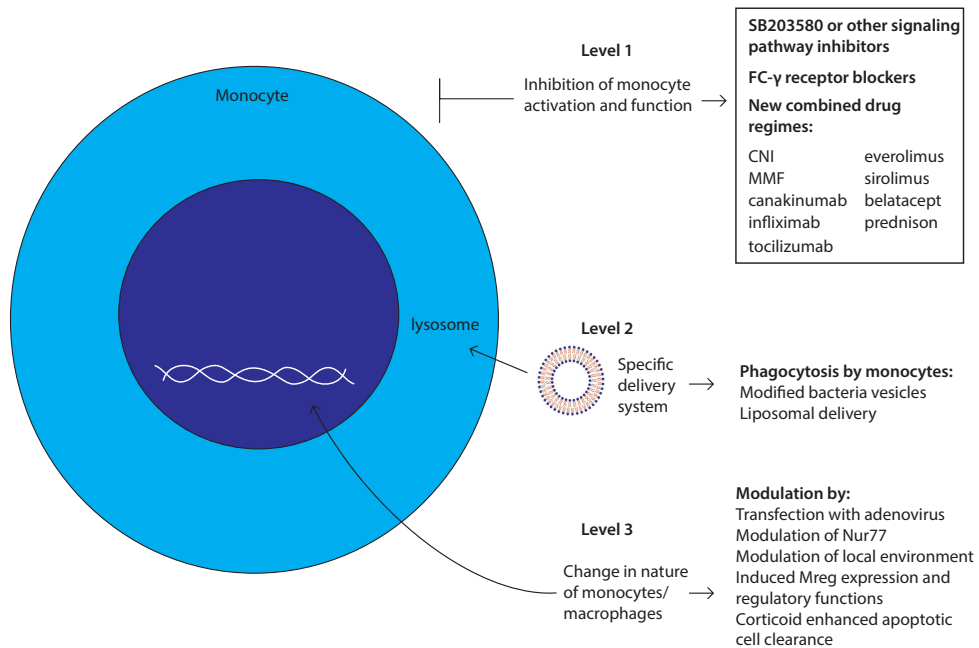 Monocyte
lysosome
Level 1
Inhibition of monocyte
activation and function
SB203580 or other signaling
pathway inhibitors
FC-γ receptor blockers
New combined drug
regimes:
CNI
MMF
canakinumab
infliximab
tocilizumab
everolimus
sirolimus
belatacept
prednison
Level 2
Specific
delivery
system
Phagocytosis by monocytes:
Modified bacteria vesicles
Liposomal delivery
Level 3
Change in nature
of monocytes/
macrophages
Modulation by:
Transfection with adenovirus
Modulation of Nur77
Modulation of local environment
Induced Mreg expression and
regulatory functions
Corticoid enhanced apoptotic
cell clearance